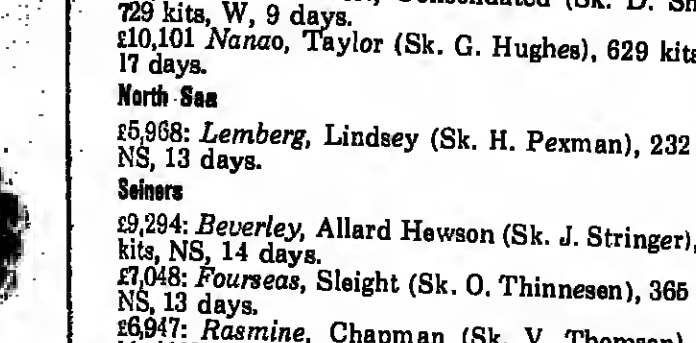 Consolidated (Sk. D.
729 kits, W, 9 days.
£10,101 Nanao, Taylor (Sk. G. Hughes), 629 kits
17 days.
North Sea
£5,968: Lemberg, Lindsey (Sk. H. Pexman), 232
NS, 13 days.
Seiners
£9,294: Beverley, Allard Hewson (Sk. J. Stringer),
kits, NS, 14 days.
£7,048: Fourseas, Sleight (Sk. O. Thinnesen), 365
NS, 13 days.
£6,947: Rasmine, Chapman (Sk. V. Thomsen)